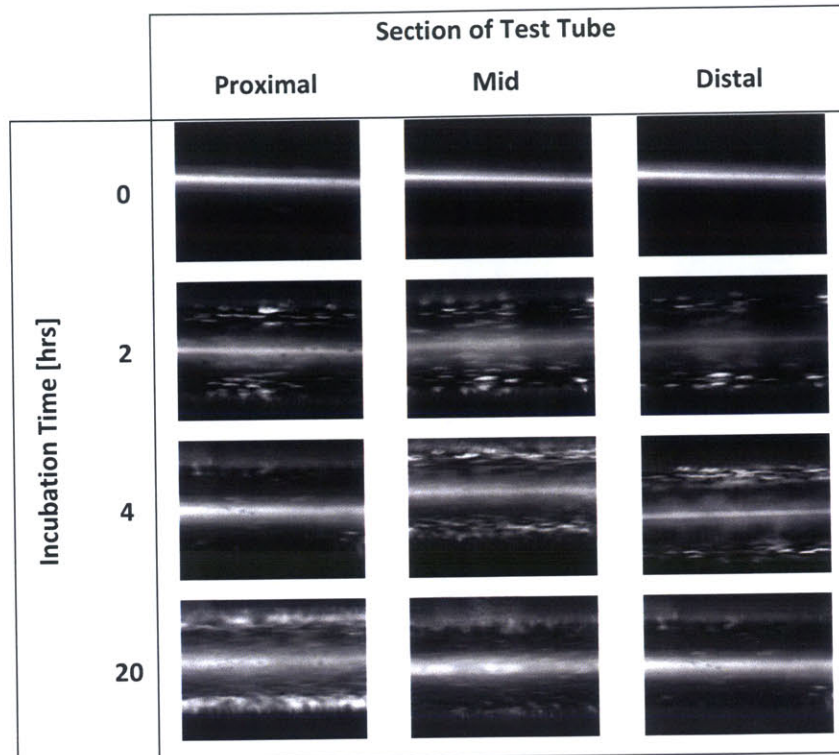 Section of Test Tube
Proximal Mid Distal
Incubation Time [hrs]
0
2
4
20